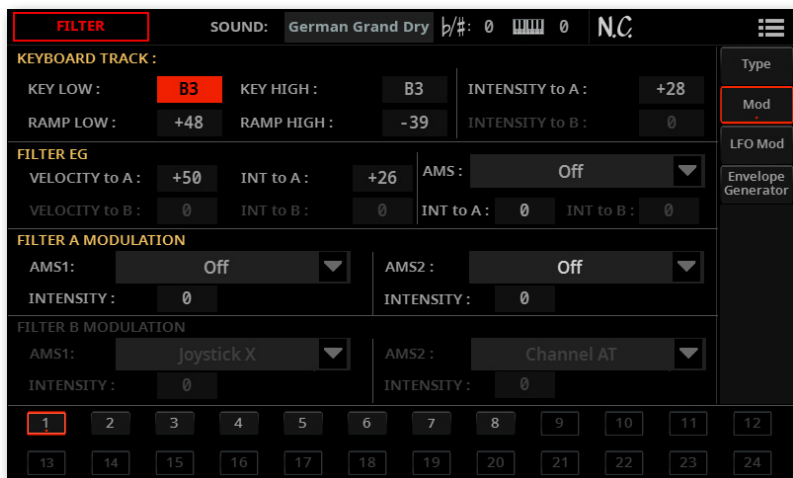 FILTER SOUND: German Grand Dry ♭/#: 0 0 N.C.
KEYBOARD TRACK :
Type
KEY LOW : B3 KEY HIGH : B3 INTENSITY to A : +28
Mod
RAMP LOW : +48 RAMP HIGH : -39 INTENSITY to B : 0
LFO Mod
FILTER EG
VELOCITY to A : +50 INT to A : +26 AMS : Off
Envelope
Generator
VELOCITY to B : 0 INT to B : 0 INT to A : 0 INT to B : 0
FILTER A MODULATION
AMS1: Off AMS2 : Off
INTENSITY : 0 INTENSITY : 0
FILTER B MODULATION
AMS1: Joystick X AMS2 : Channel AT
INTENSITY : 0 INTENSITY : 0
1 2 3 4 5 6 7 8 9 10 11 12
13 14 15 16 17 18 19 20 21 22 23 24